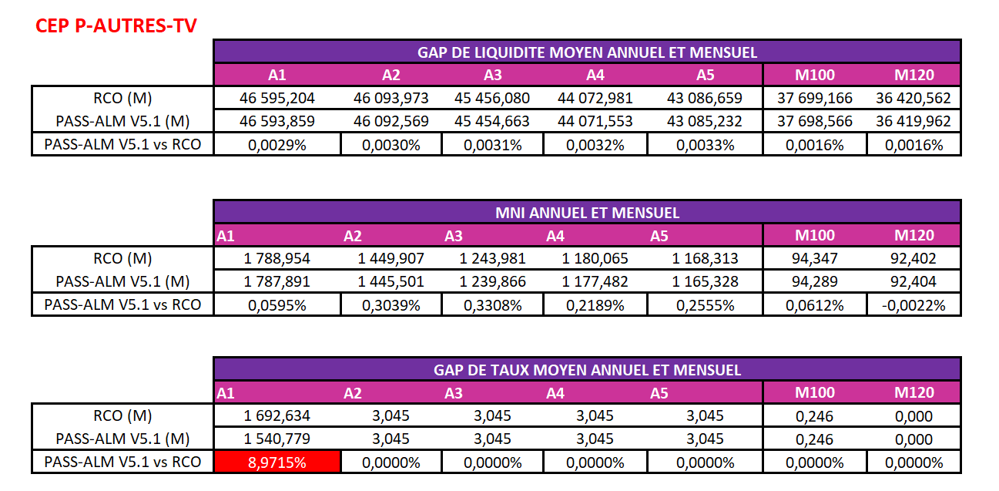 CEP P-AUTRES-TV
GAP DE LIQUIDITE MOYEN ANNUEL ET MENSUEL
A1 A2 A3 A4 A5 M100 M120
RCO (M) 46 595,204 46 093,973 45 456,080 44 072,981 43 086,659 37 699,166 36 420,562
PASS-ALM V5.1 (M) 46 593,859 46 092,569 45 454,663 44 071,553 43 085,232 37 698,566 36 419,962
PASS-ALM V5.1 vs RCO 0,0029% 0,0030% 0,0031% 0,0032% 0,0033% 0,0016% 0,0016%
MNI ANNUEL ET MENSUEL
A1 A2 A3 A4 A5 M100 M120
RCO (M) 1 788,954 1 449,907 1 243,981 1 180,065 1 168,313 94,347 92,402
PASS-ALM V5.1 (M) 1 787,891 1 445,501 1 239,866 1 177,482 1 165,328 94,289 92,404
PASS-ALM V5.1 vs RCO 0,0595% 0,3039% 0,3308% 0,2189% 0,2555% 0,0612% -0,0022%
GAP DE TAUX MOYEN ANNUEL ET MENSUEL
A1 A2 A3 A4 A5 M100 M120
RCO (M) 1 692,634 3,045 3,045 3,045 3,045 0,246 0,000
PASS-ALM V5.1 (M) 1 540,779 3,045 3,045 3,045 3,045 0,246 0,000
PASS-ALM V5.1 vs RCO 8,9715% 0,0000% 0,0000% 0,0000% 0,0000% 0,0000% 0,0000%